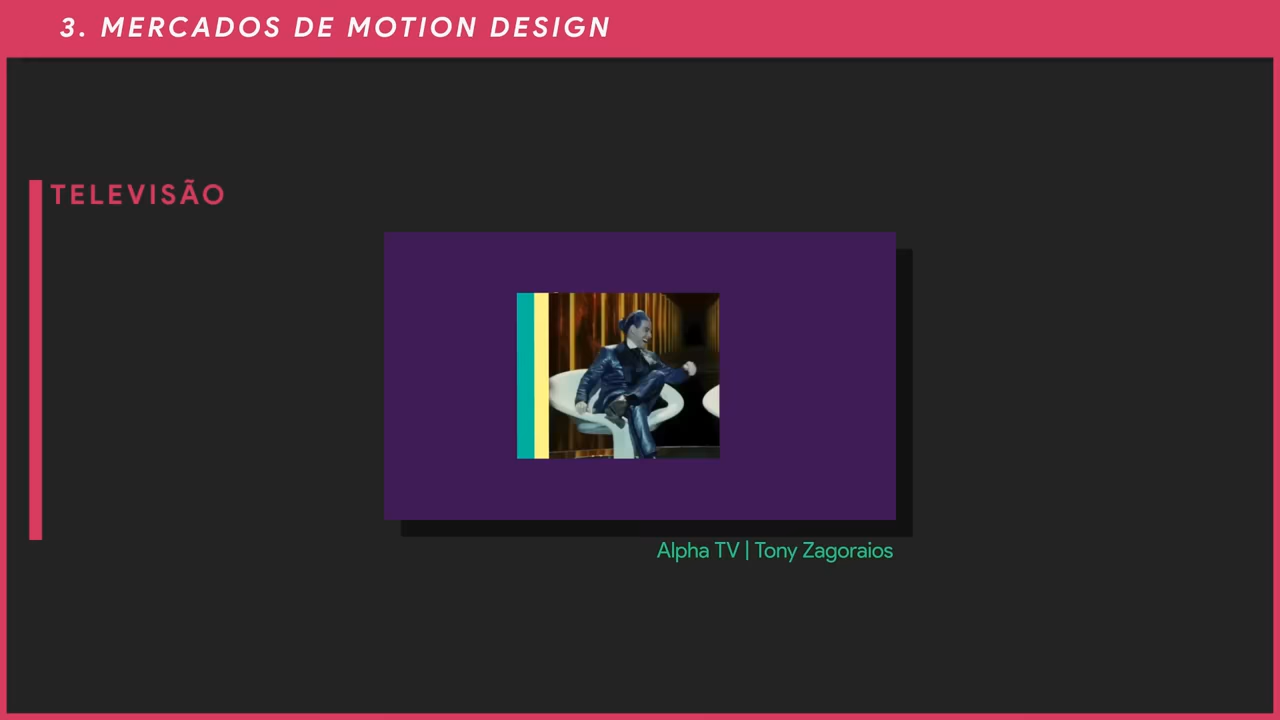 3. MERCADOS DE MOTION DESIGN
TELEVISÃO
Alpha TV | Tony Zagoraios